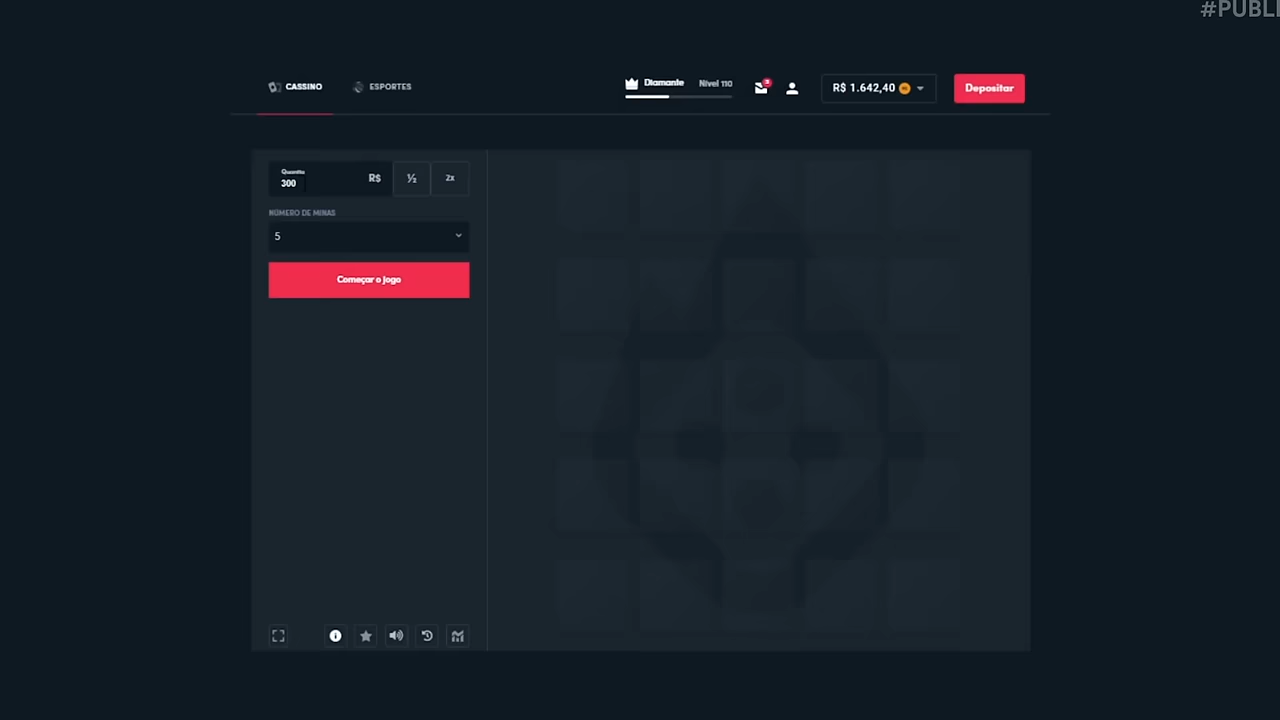 #PUBLI
CASSINO
ESPORTES
Diamante
Nível 110
R$ 1.642,40
Depositar
Quantia
300
R$
½
2x
NÚMERO DE MINAS
5
Começar o jogo